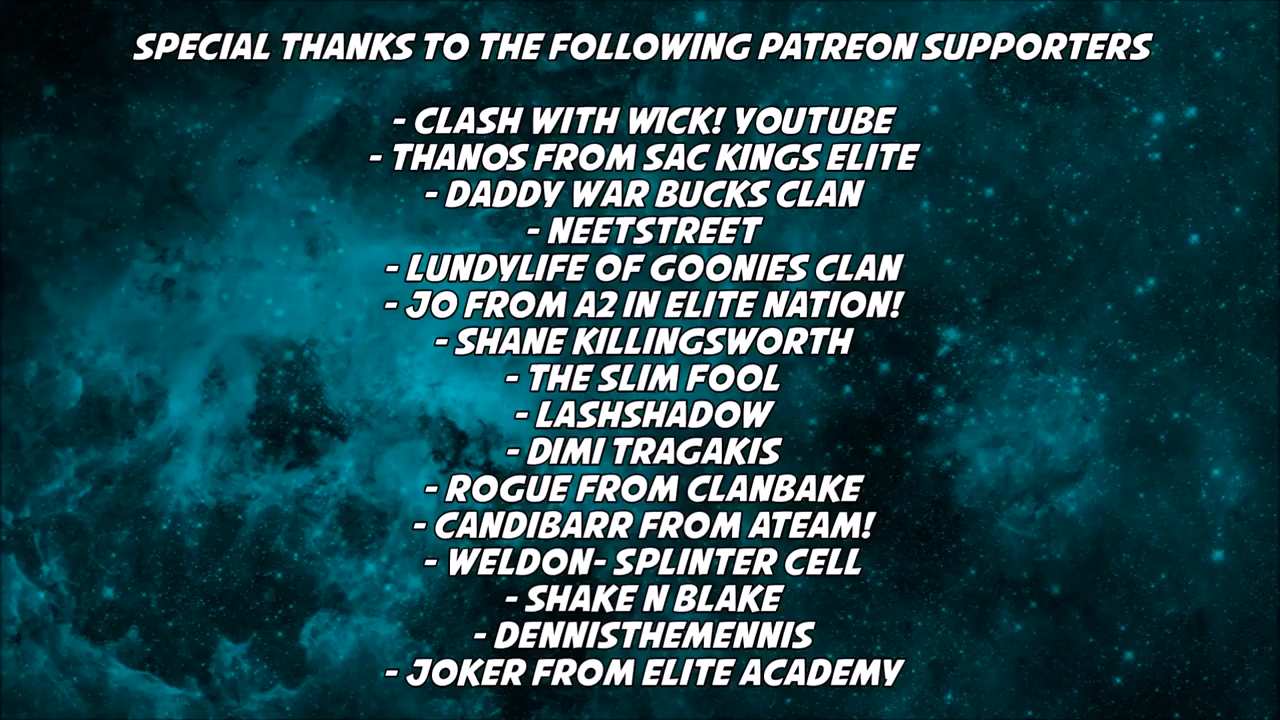 SPECIAL THANKS TO THE FOLLOWING PATREON SUPPORTERS
- CLASH WITH WICK! YOUTUBE
- THANOS FROM SAC KINGS ELITE
- DADDY WAR BUCKS CLAN
- NEETSTREET
- LUNDYLIFE OF GOONIES CLAN
- JO FROM A2 IN ELITE NATION!
- SHANE KILLINGSWORTH
- THE SLIM FOOL
- LASHSHADOW
- DIMI TRAGAKIS
- ROGUE FROM CLANBAKE
- CANDIBARR FROM ATEAM!
- WELDON- SPLINTER CELL
- SHAKE N BLAKE
- DENNISTHEMENNIS
- JOKER FROM ELITE ACADEMY